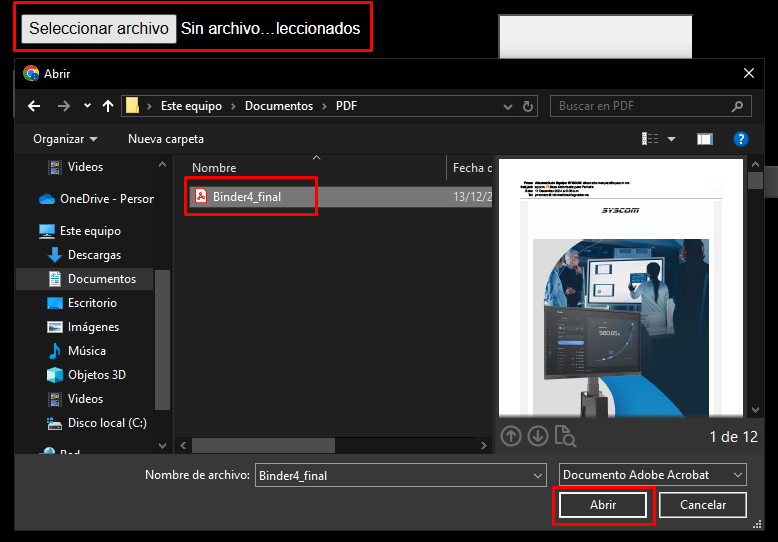 Seleccionar archivo Sin archivo...leccionados
Abrir
Este equipo > Documentos > PDF
Buscar en PDF
Organizar
Nueva carpeta
Videos
OneDrive - Person
Este equipo
Descargas
Documentos
Escritorio
Imágenes
Música
Objetos 3D
Videos
Disco local (C:)
Red
Nombre
Fecha d
Binder4_final
13/12/2
SYSCOM
1 de 12
Nombre de archivo: Binder4_final
Documento Adobe Acrobat
Abrir
Cancelar